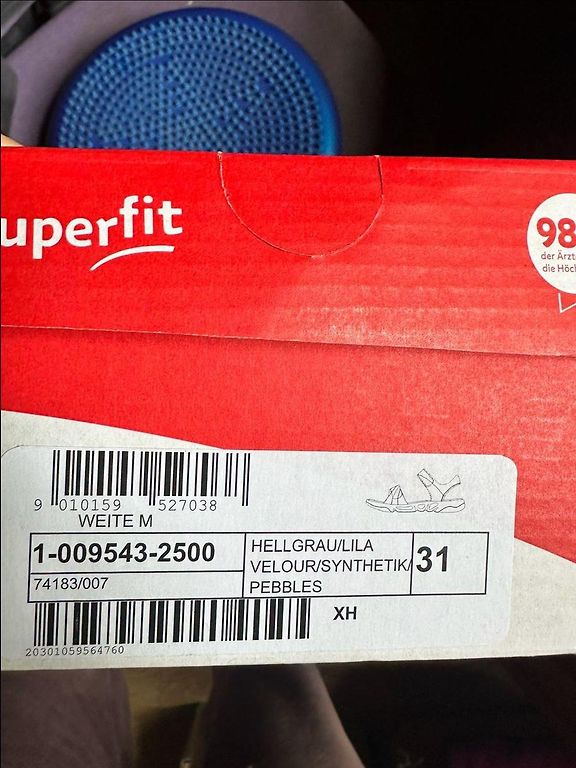 uperfit
98
der Ärzt
die Höch
9 010159 527038
WEITE M
1-009543-2500
74183/007
HELLGRAU/LILA
VELOUR/SYNTHETIK/
PEBBLES
31
XH
20301059564760